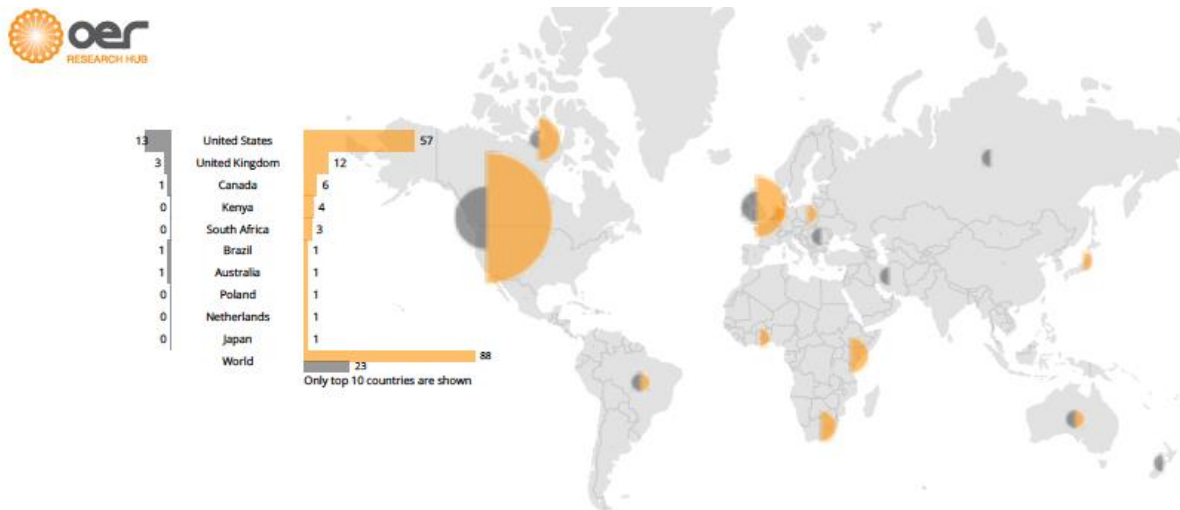 oer
RESEARCH HUB
13 United States 57
3 United Kingdom 12
1 Canada 6
0 Kenya 4
0 South Africa 3
1 Brazil 1
1 Australia 1
0 Poland 1
0 Netherlands 1
0 Japan 1
World 88
23
Only top 10 countries are shown